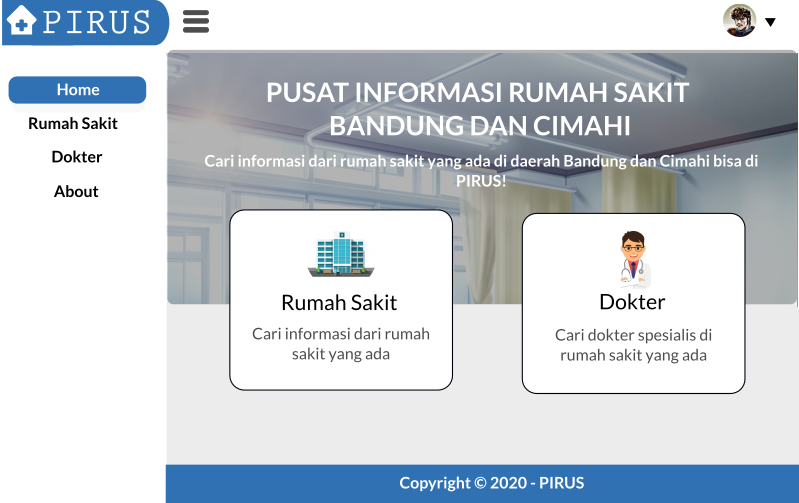 PIRUS
Home
Rumah Sakit
Dokter
About
PUSAT INFORMASI RUMAH SAKIT
BANDUNG DAN CIMAHI
Cari informasi dari rumah sakit yang ada di daerah Bandung dan Cimahi bisa di
PIRUS!
Rumah Sakit
Cari informasi dari rumah
sakit yang ada
Dokter
Cari dokter spesialis di
rumah sakit yang ada
Copyright © 2020 - PIRUS